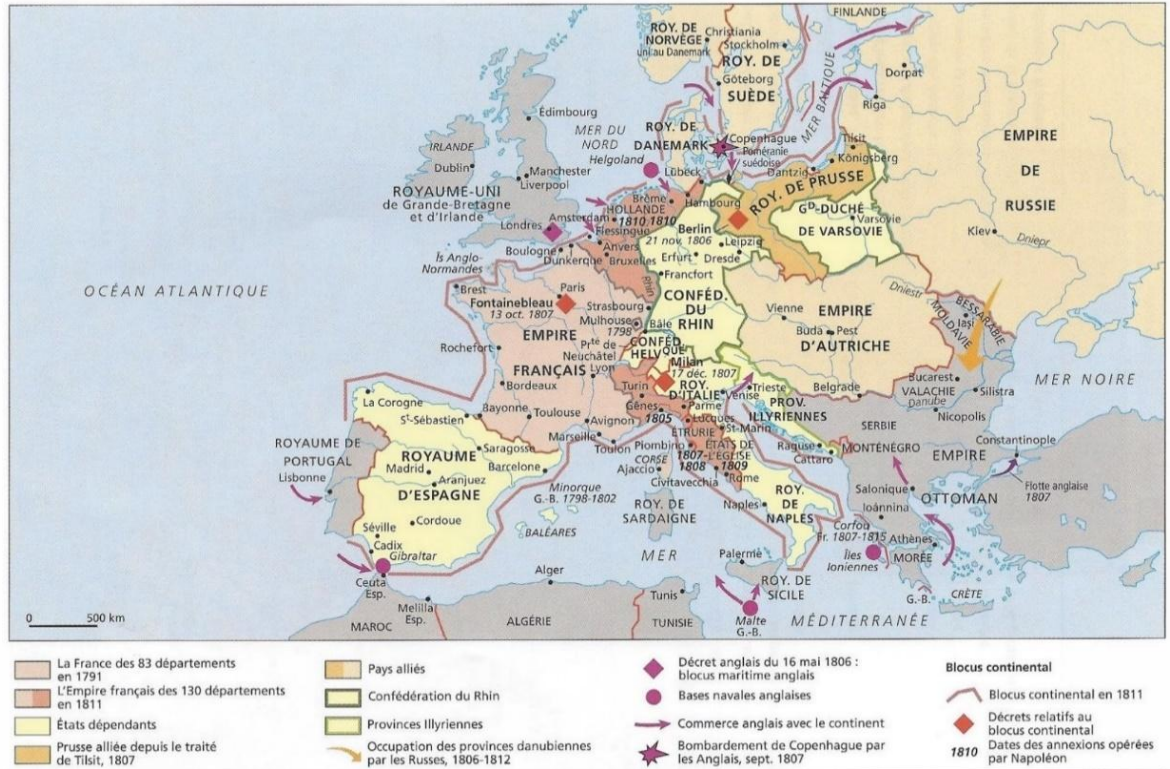 FINLANDE
ROY. DE
NORVÈGE
uni au Danemark
Christiania
Stockholm
ROY. DE
SUÈDE
Göteborg
Dorpat
Riga
MER BALTIQUE
Édimbourg
MER DU
NORD
Helgoland
ROY. DE
DANEMARK
Copenhague
Poméranie
suédoise
Lübeck
Dantzig
Tilsit
Königsberg
EMPIRE
DE
RUSSIE
IRLANDE
Dublin
Manchester
Liverpool
ROYAUME-UNI
de Grande-Bretagne
et d'Irlande
Londres
Amsterdam
Brême
HOLLANDE
1810
1810
Hambourg
Flessingue
Berlin
21 nov. 1806
ROY. DE PRUSSE
GD-DUCHÉ
DE VARSOVIE
Varsovie
Kiev
Dniepr
Boulogne
Dunkerque
Anvers
Bruxelles
Leipzig
Erfurt
Dresde
Francfort
Rhin
Îs Anglo-
Normandes
OCÉAN ATLANTIQUE
Brest
Paris
Fontainebleau
13 oct. 1807
Strasbourg
Mulhouse
1798
Bâle
CONFÉD.
DU
RHIN
Vienne
Buda
Pest
EMPIRE
D'AUTRICHE
Dniestr
BESSARABIE
MOLDAVIE
Iasi
EMPIRE
FRANÇAIS
Rochefort
Prté de
Neuchâtel
Lyon
CONFÉD.
HELVQUE
Milan
17 déc. 1807
Turin
ROY.
D'ITALIE
Venise
Trieste
PROV.
ILLYRIENNES
Belgrade
Bucarest
VALACHIE
Danube
Silistra
Nicopolis
MER NOIRE
Bordeaux
La Corogne
St-Sébastien
Bayonne
Toulouse
Avignon
Marseille
Toulon
Gênes
1805
Parme
Lucques
St-Marin
ÉTRURIE
1807-
1808
ÉTATS DE
L'ÉGLISE
1809
Piombino
CORSE
Ajaccio
Civitavecchia
Rome
Raguse
Cattaro
SERBIE
MONTÉNÉGRO
EMPIRE
OTTOMAN
Constantinople
Flotte anglaise
1807
ROYAUME DE
PORTUGAL
Lisbonne
ROYAUME
D'ESPAGNE
Saragosse
Madrid
Aranjuez
Barcelone
Séville
Cordoue
Cadix
Gibraltar
Ceuta
Esp.
Melilla
Esp.
Minorque
G.-B. 1798-1802
BALÉARES
ROY. DE
SARDAIGNE
Naples
ROY.
DE
NAPLES
Salonique
Ioánnina
Corfou
Fr. 1807-1815
Îles
Ioniennes
Athènes
MORÉE
G.-B.
CRÈTE
MER
MÉDITERRANÉE
Palerme
ROY. DE
SICILE
Malte
G.-B.
Alger
Tunis
MAROC
ALGÉRIE
TUNISIE
0
500 km
La France des 83 départements
en 1791
L'Empire français des 130 départements
en 1811
États dépendants
Prusse alliée depuis le traité
de Tilsit, 1807
Pays alliés
Confédération du Rhin
Provinces Illyriennes
Occupation des provinces danubiennes
par les Russes, 1806-1812
Décret anglais du 16 mai 1806 :
blocus maritime anglais
Bases navales anglaises
Commerce anglais avec le continent
Bombardement de Copenhague par
les Anglais, sept. 1807
Blocus continental
Blocus continental en 1811
Décrets relatifs au
blocus continental
1810
Dates des annexions opérées
par Napoléon